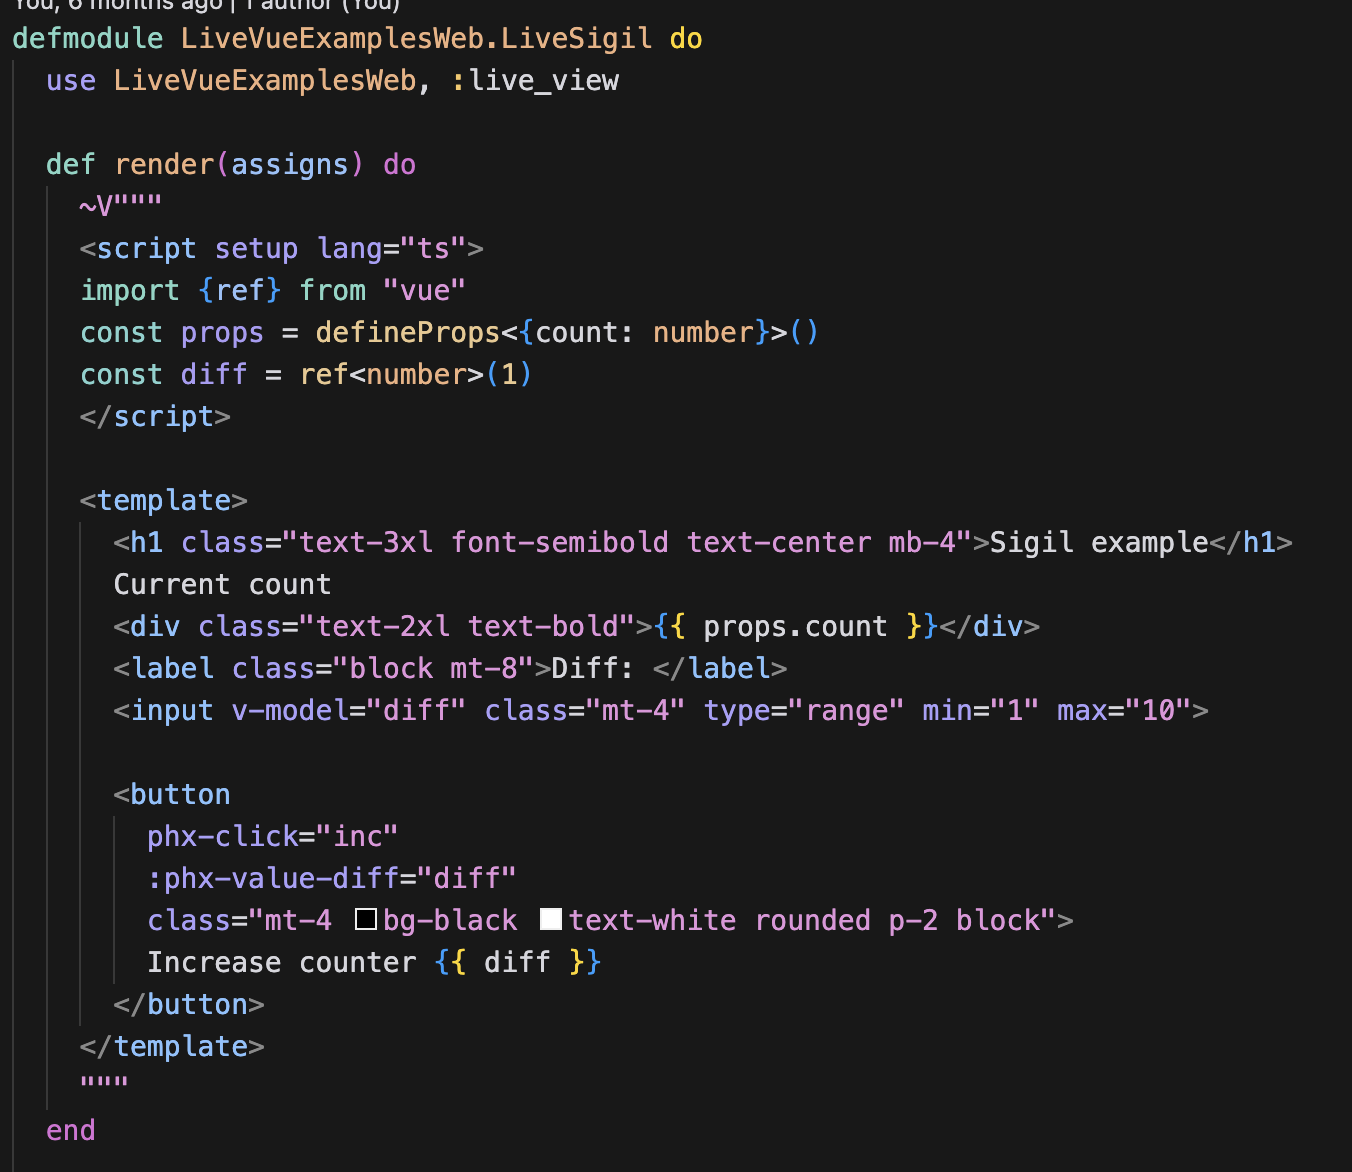 You, 6 months ago | 1 author (You)
defmodule LiveVueExamplesWeb.LiveSigil do
  use LiveVueExamplesWeb, :live_view

  def render(assigns) do
    ~V"""
    <script setup lang="ts">
    import {ref} from "vue"
    const props = defineProps<{count: number}>()
    const diff = ref<number>(1)
    </script>

    <template>
      <h1 class="text-3xl font-semibold text-center mb-4">Sigil example</h1>
      Current count
      <div class="text-2xl text-bold">{{ props.count }}</div>
      <label class="block mt-8">Diff: </label>
      <input v-model="diff" class="mt-4" type="range" min="1" max="10">

      <button
        phx-click="inc"
        :phx-value-diff="diff"
        class="mt-4 bg-black text-white rounded p-2 block">
        Increase counter {{ diff }}
      </button>
    </template>
    """
  end